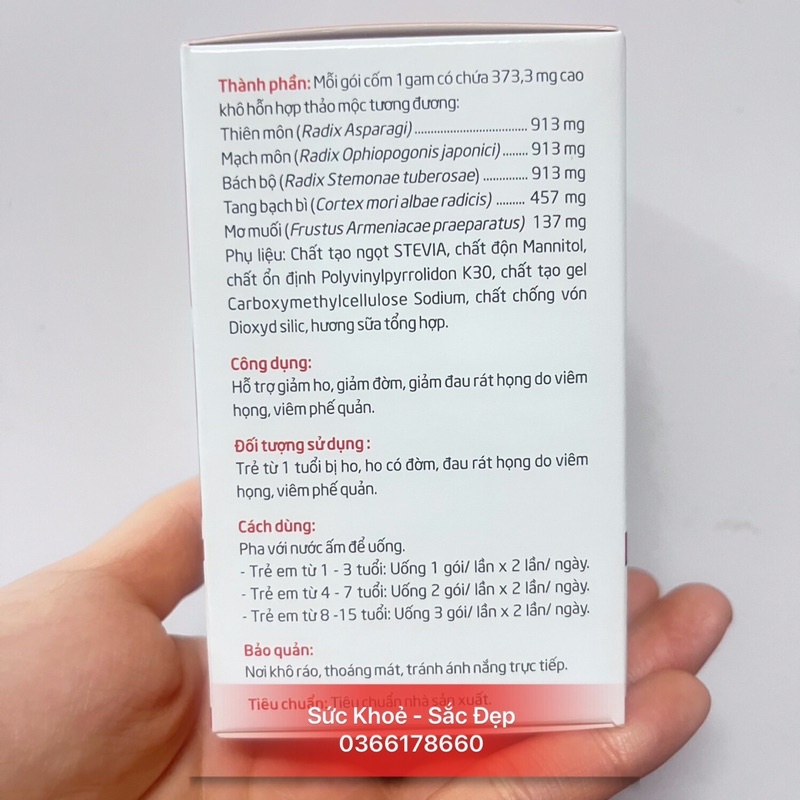 Thành phần: Mỗi gói cốm 1 gam có chứa 373,3 mg cao
khô hỗn hợp thảo mộc tương đương:
Thiên môn (Radix Asparagi) .................................. 913 mg
Mạch môn (Radix Ophiopogonis japonici) ........ 913 mg
Bách bộ (Radix Stemonae tuberosae) .............. 913 mg
Tang bạch bì (Cortex mori albae radicis) ......... 457 mg
Mơ muối (Frustus Armeniacae praeparatus) 137 mg
Phụ liệu: Chất tạo ngọt STEVIA, chất độn Mannitol,
chất ổn định Polyvinylpyrrolidon K30, chất tạo gel
Carboxymethylcellulose Sodium, chất chống vón
Dioxyd silic, hương sữa tổng hợp.
Công dụng:
Hỗ trợ giảm ho, giảm đờm, giảm đau rát họng do viêm
họng, viêm phế quản.
Đối tượng sử dụng:
Trẻ từ 1 tuổi bị ho, ho có đờm, đau rát họng do viêm
họng, viêm phế quản.
Cách dùng:
Pha với nước ấm để uống.
- Trẻ em từ 1 - 3 tuổi: Uống 1 gói/ lần x 2 lần/ ngày.
- Trẻ em từ 4 - 7 tuổi: Uống 2 gói/ lần x 2 lần/ ngày.
- Trẻ em từ 8 -15 tuổi: Uống 3 gói/ lần x 2 lần/ ngày.
Bảo quản:
Nơi khô ráo, thoáng mát, tránh ánh nắng trực tiếp.
Tiêu chuẩn: Tiêu chuẩn nhà sản xuất.
Sức Khoẻ - Sắc Đẹp
0366178660